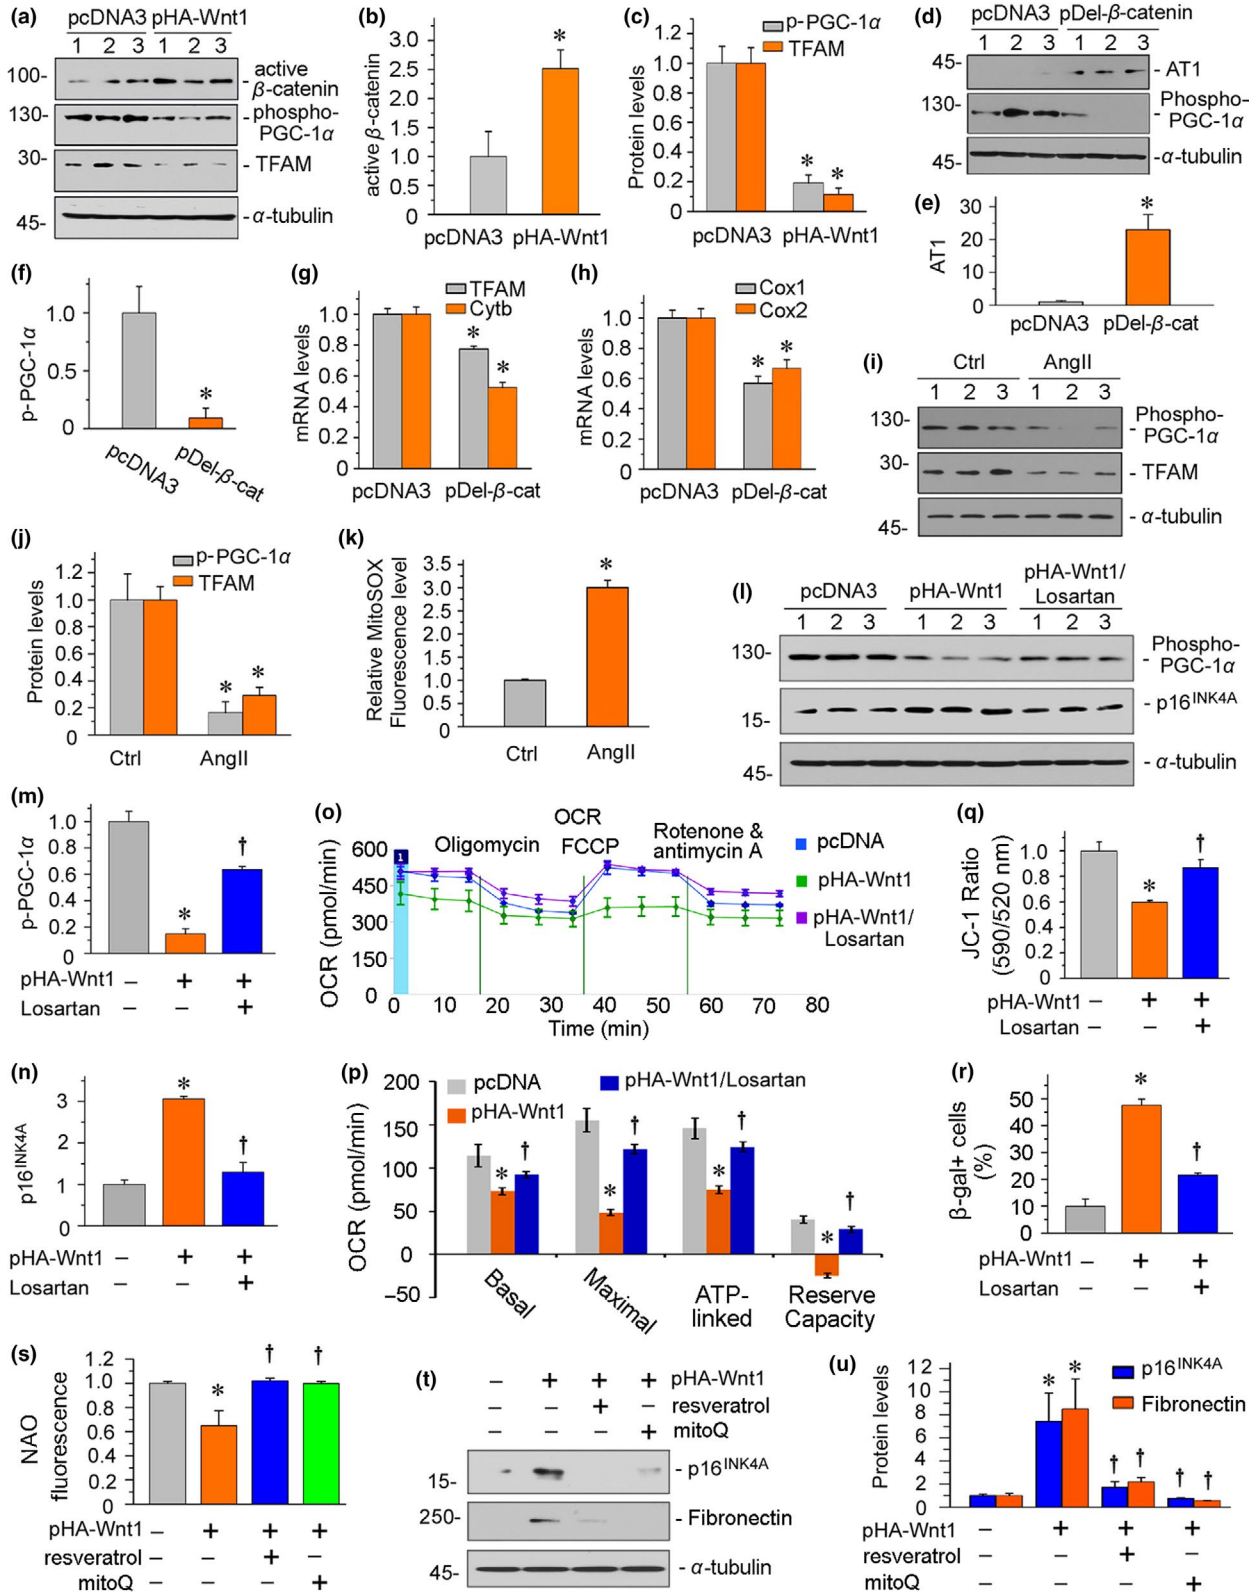 (a)
pcDNA3 pHA-Wnt1
1 2 3 1 2 3
100- - active
β-catenin
130- - phospho-
PGC-1α
30- - TFAM
45- - α-tubulin
(b)
active β-catenin
3.0
2.5
2.0
1.5
1.0
0.5
0
*
pcDNA3 pHA-Wnt1
(c)
p-PGC-1α
TFAM
Protein levels
1.2
1.0
0.8
0.6
0.4
0.2
0
* *
pcDNA3 pHA-Wnt1
(d)
pcDNA3 pDel-β-catenin
1 2 3 1 2 3
45- - AT1
130- - Phospho-
PGC-1α
45- - α-tubulin
(e)
AT1
30
20
10
0
*
pcDNA3 pDel-β-cat
(f)
p-PGC-1α
1.0
0.5
0
*
pcDNA3 pDel-β-cat
(g)
TFAM
Cytb
mRNA levels
1.0
0.8
0.6
0.4
0.2
0
* *
pcDNA3 pDel-β-cat
(h)
Cox1
Cox2
mRNA levels
1.0
0.8
0.6
0.4
0.2
0
* *
pcDNA3 pDel-β-cat
(i)
Ctrl AngII
1 2 3 1 2 3
130- - Phospho-
PGC-1α
30- - TFAM
45- - α-tubulin
(j)
p-PGC-1α
TFAM
Protein levels
1.2
1.0
0.8
0.6
0.4
0.2
0
* *
Ctrl AngII
(k)
Relative MitoSOX
Fluorescence level
3.5
3.0
2.5
2.0
1.5
1.0
0.5
0
*
Ctrl AngII
(l)
pcDNA3 pHA-Wnt1 pHA-Wnt1/
Losartan
1 2 3 1 2 3 1 2 3
130- - Phospho-
PGC-1α
15- - p16INK4A
45- - α-tubulin
(m)
p-PGC-1α
1.0
0.8
0.6
0.4
0.2
0
* †
pHA-Wnt1 – + +
Losartan – – +
(o)
OCR
Oligomycin FCCP Rotenone &
antimycin A
1
OCR (pmol/min)
600
450
300
150
0
0 10 20 30 40 50 60 70 80
Time (min)
pcDNA
pHA-Wnt1
pHA-Wnt1/
Losartan
(q)
JC-1 Ratio
(590/520 nm)
1.0
0.8
0.6
0.4
0.2
0
* †
pHA-Wnt1 – + +
Losartan – – +
(n)
p16INK4A
3
2
1
0
* †
pHA-Wnt1 – + +
Losartan – – +
(p)
pcDNA pHA-Wnt1/Losartan
pHA-Wnt1
OCR (pmol/min)
200
150
100
50
0
–50
* † * † * † * †
Basal Maximal ATP-
linked Reserve
Capacity
(r)
β-gal+ cells
(%)
50
40
30
20
10
0
* †
pHA-Wnt1 – + +
Losartan – – +
(s)
NAO
fluorescence
1.2
1.0
0.8
0.6
0.4
0.2
0
* † †
pHA-Wnt1 – + + +
resveratrol – – + –
mitoQ – – – +
(t)
– + + + pHA-Wnt1
– – + – resveratrol
– – – + mitoQ
15- - p16INK4A
250- - Fibronectin
45- - α-tubulin
(u)
p16INK4A
Fibronectin
Protein levels
12
10
8
6
4
2
0
* * † † † †
pHA-Wnt1 – + + +
resveratrol – – + –
mitoQ – – – +